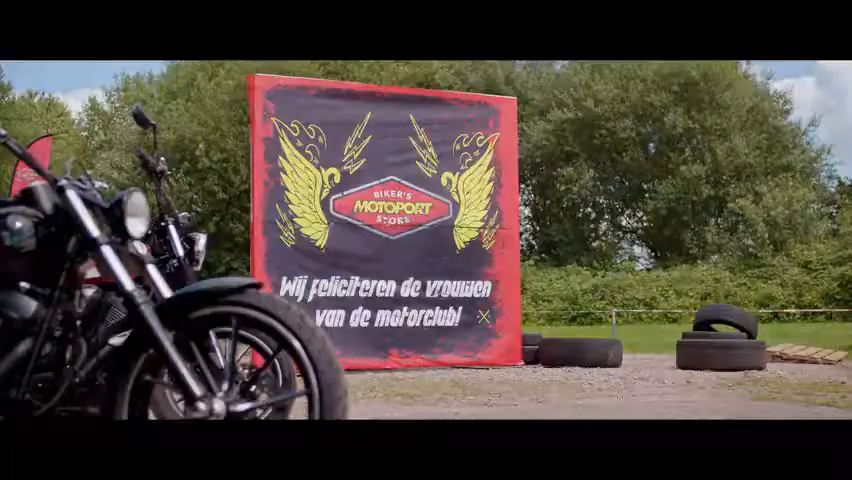 BIKER'S
MOTOPORT
STORE
Wij feliciteren de vrouwen
van de motorclub!